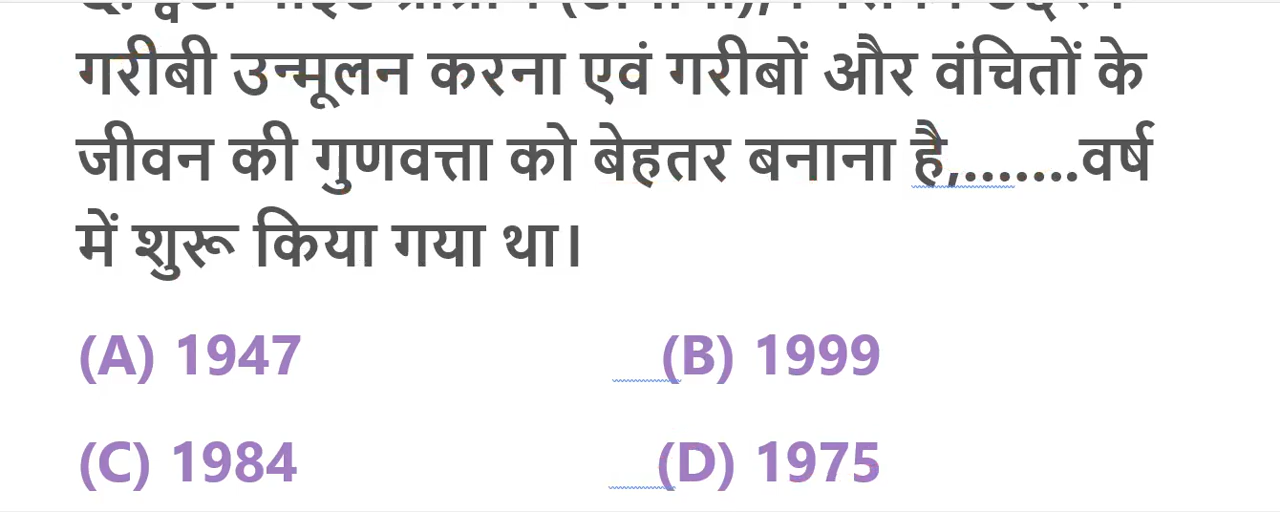 गरीबी उन्मूलन करना एवं गरीबों और वंचितों के
जीवन की गुणवत्ता को बेहतर बनाना है,.......वर्ष
में शुरू किया गया था।
(A) 1947 (B) 1999
(C) 1984 (D) 1975